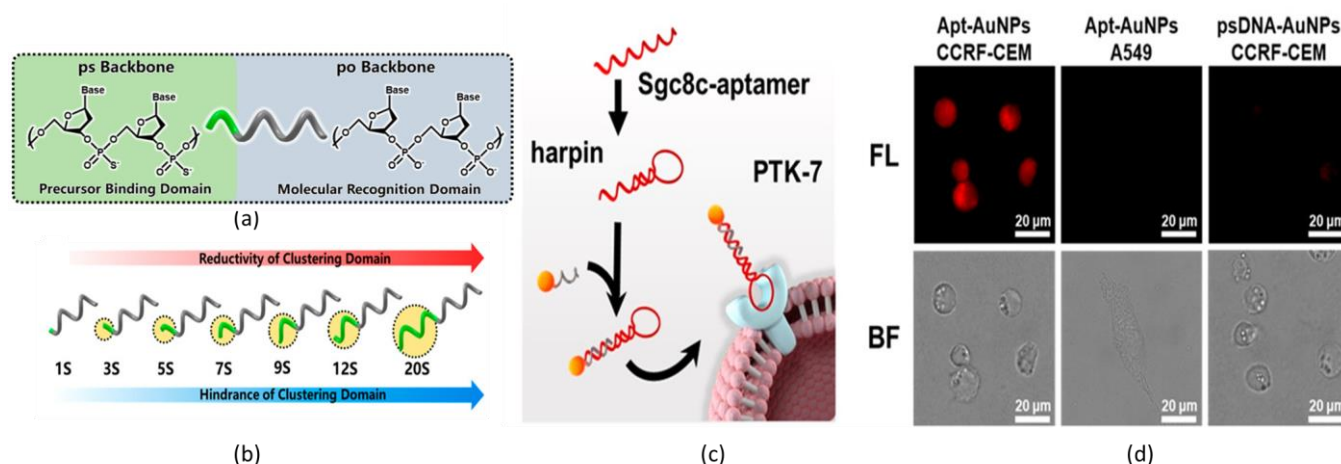 ps Backbone
po Backbone
Base
Base
Base
Base
O
O
O
O
O
O
O=P-O
O=P-O
O=P-O
O=P-O
S⁻
S⁻
O⁻
O⁻
Precursor Binding Domain
Molecular Recognition Domain
(a)
Reductivity of Clustering Domain
1S 3S 5S 7S 9S 12S 20S
Hindrance of Clustering Domain
(b)
Sgc8c-aptamer
harpin
PTK-7
(c)
Apt-AuNPs
CCRF-CEM
Apt-AuNPs
A549
psDNA-AuNPs
CCRF-CEM
FL
20 µm
20 µm
20 µm
BF
20 µm
20 µm
20 µm
(d)